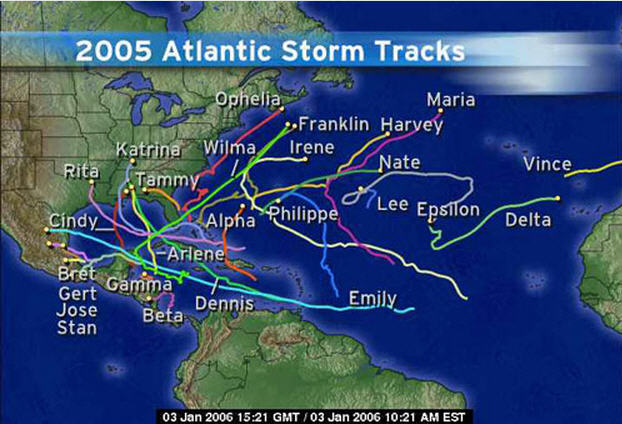 2005 Atlantic Storm Tracks
Ophelia
Maria
Franklin
Harvey
Katrina
Wilma
Irene
Rita
Tammy
Nate
Vince
Cindy
Alpha
Philippe
Lee
Epsilon
Delta
Arlene
Bret
Gert
Jose
Stan
Gamma
Beta
Dennis
Emily
03 Jan 2006 15:21 GMT / 03 Jan 2006 10:21 AM EST